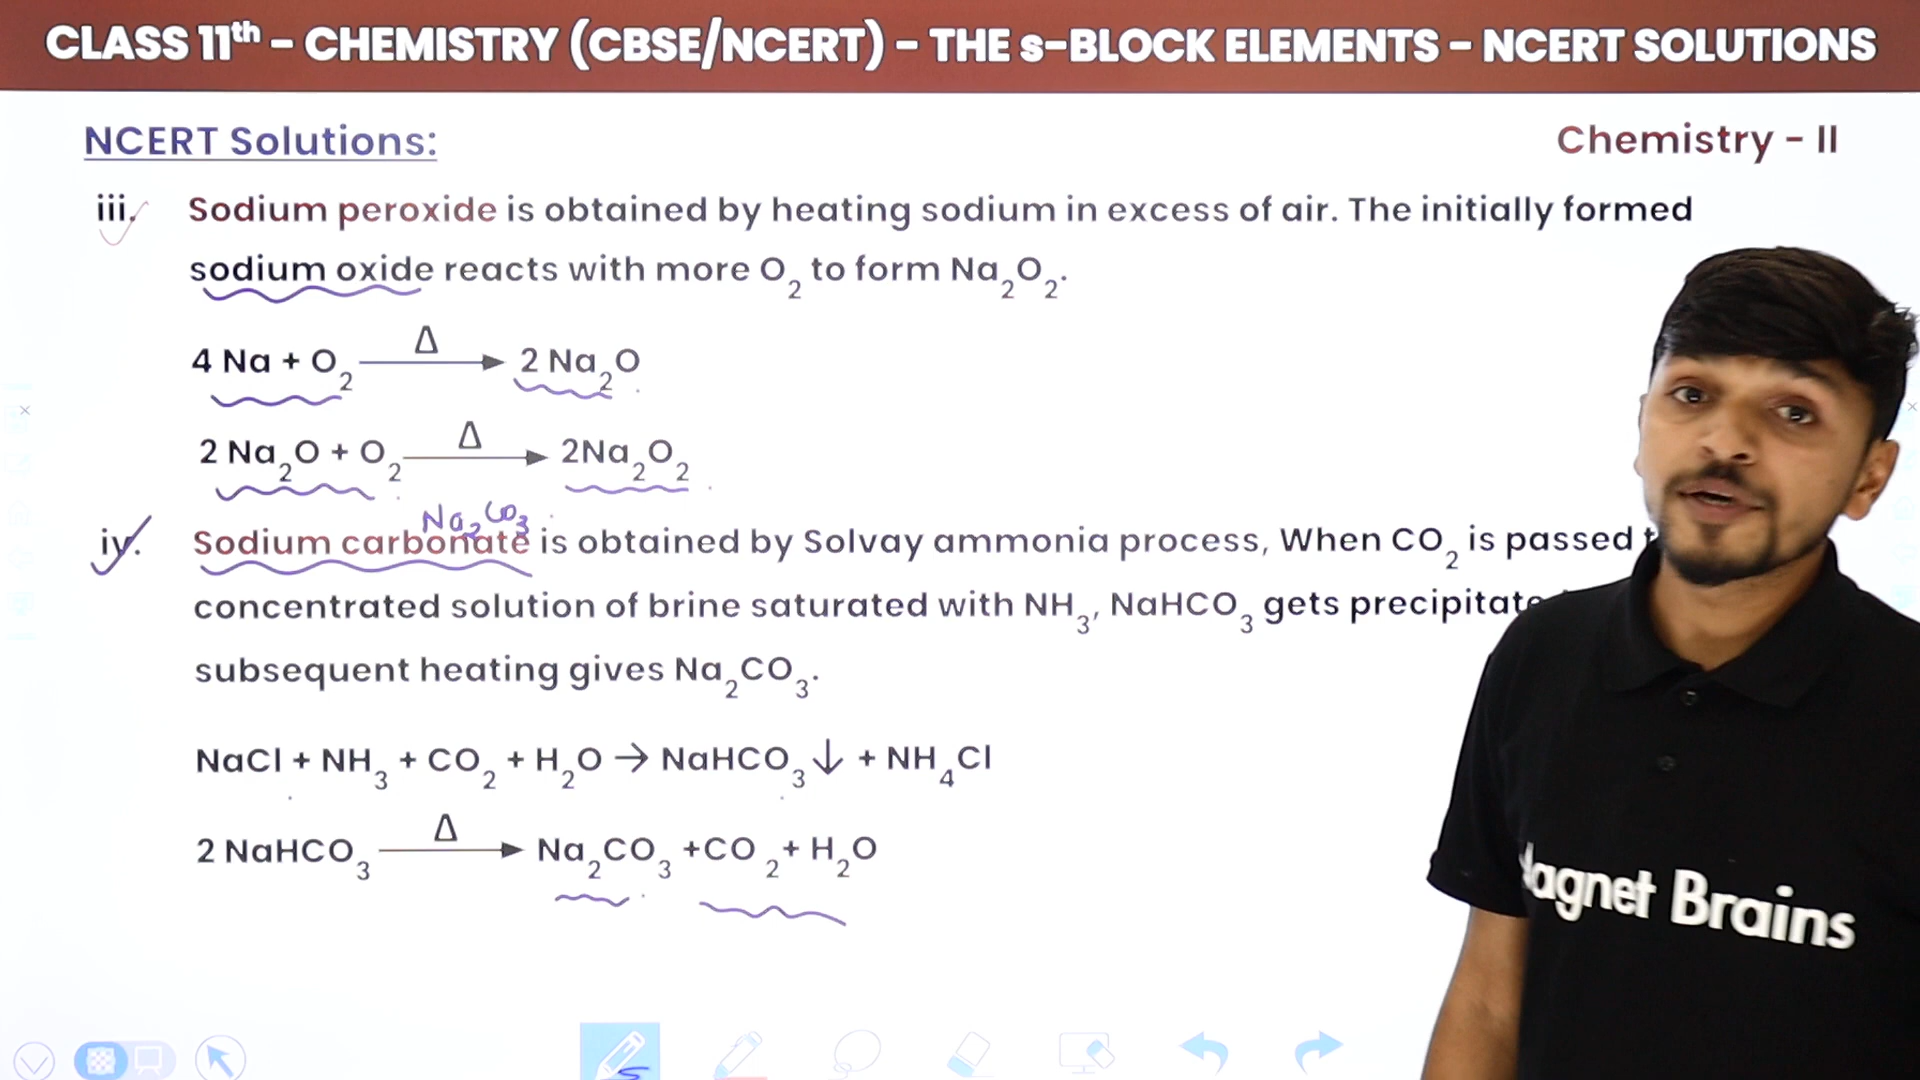 CLASS 11th – CHEMISTRY (CBSE/NCERT) – THE s–BLOCK ELEMENTS – NCERT SOLUTIONS
NCERT Solutions:
Chemistry - II
iii. Sodium peroxide is obtained by heating sodium in excess of air. The initially formed
sodium oxide reacts with more O₂ to form Na₂O₂.
4 Na + O₂ —Δ→ 2 Na₂O
2 Na₂O + O₂ —Δ→ 2Na₂O₂
Na₂CO₃
iv. Sodium carbonate is obtained by Solvay ammonia process, When CO₂ is passed
concentrated solution of brine saturated with NH₃, NaHCO₃ gets precipitate
subsequent heating gives Na₂CO₃.
NaCl + NH₃ + CO₂ + H₂O → NaHCO₃↓ + NH₄Cl
2 NaHCO₃ —Δ→ Na₂CO₃ +CO₂+ H₂O
agnet Brains